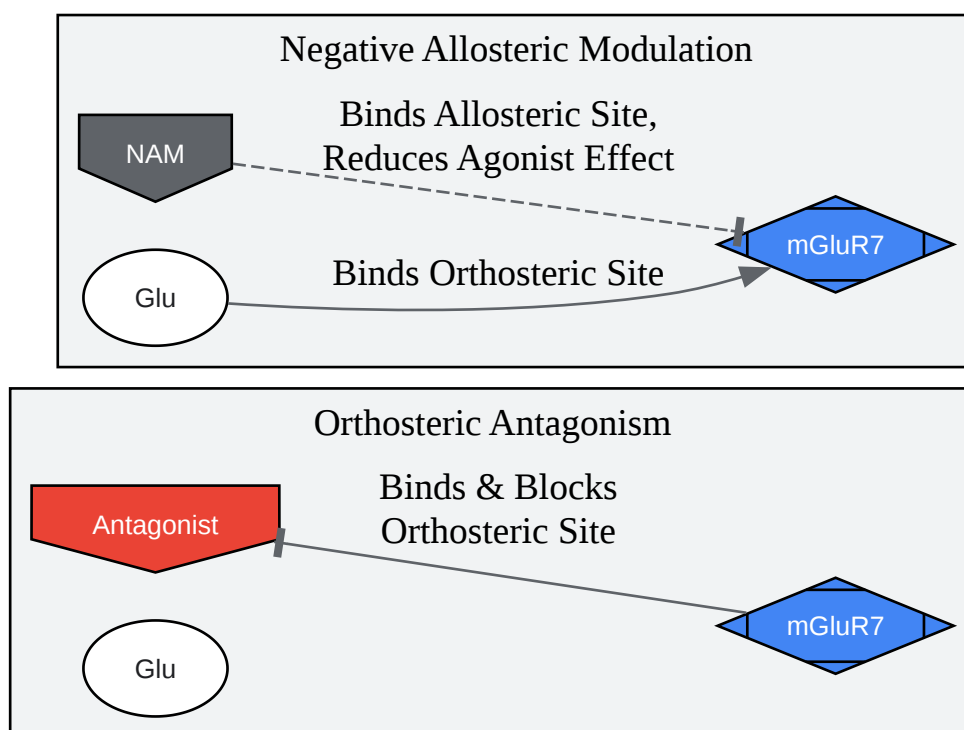 Negative Allosteric Modulation
Binds Allosteric Site,
Reduces Agonist Effect
NAM
mGluR7
Binds Orthosteric Site
Glu
Orthosteric Antagonism
Binds & Blocks
Orthosteric Site
Antagonist
mGluR7
Glu